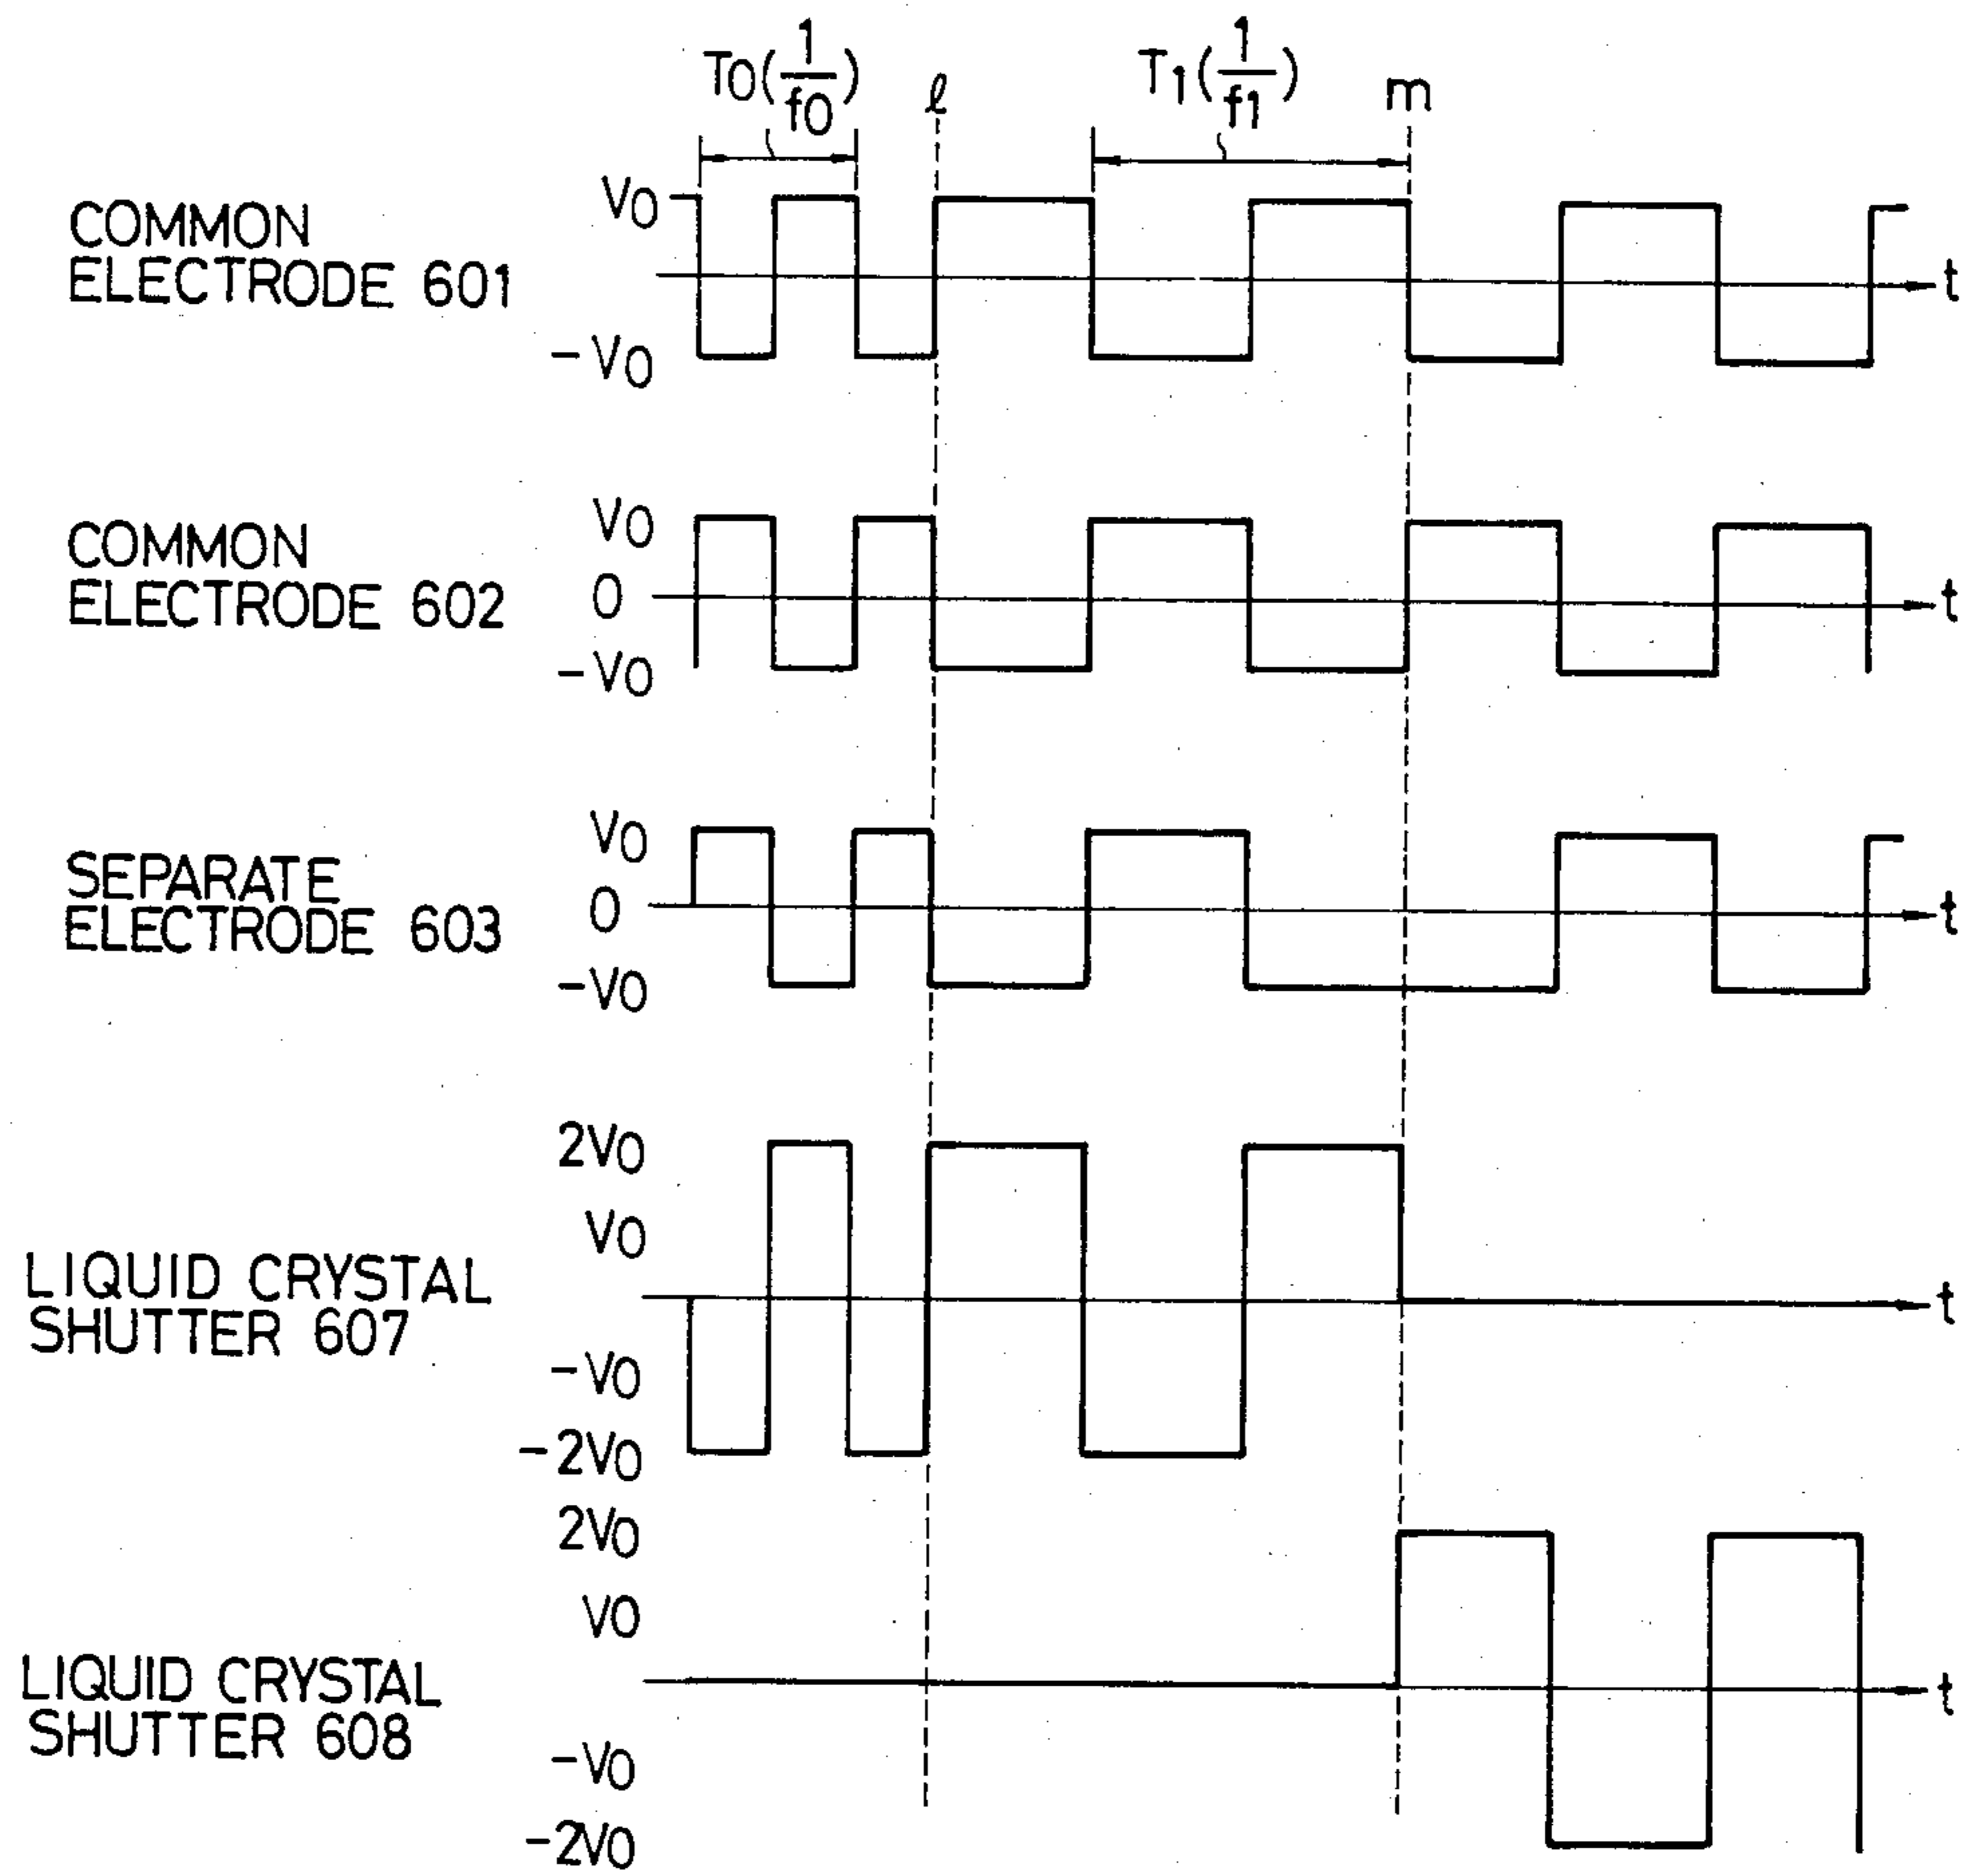 T0(1/f0)
ℓ
T1(1/f1)
m
COMMON
ELECTRODE 601
V0
-V0
t
COMMON
ELECTRODE 602
V0
0
-V0
t
SEPARATE
ELECTRODE 603
V0
0
-V0
t
LIQUID CRYSTAL
SHUTTER 607
2V0
V0
-V0
-2V0
t
LIQUID CRYSTAL
SHUTTER 608
2V0
V0
-V0
-2V0
t